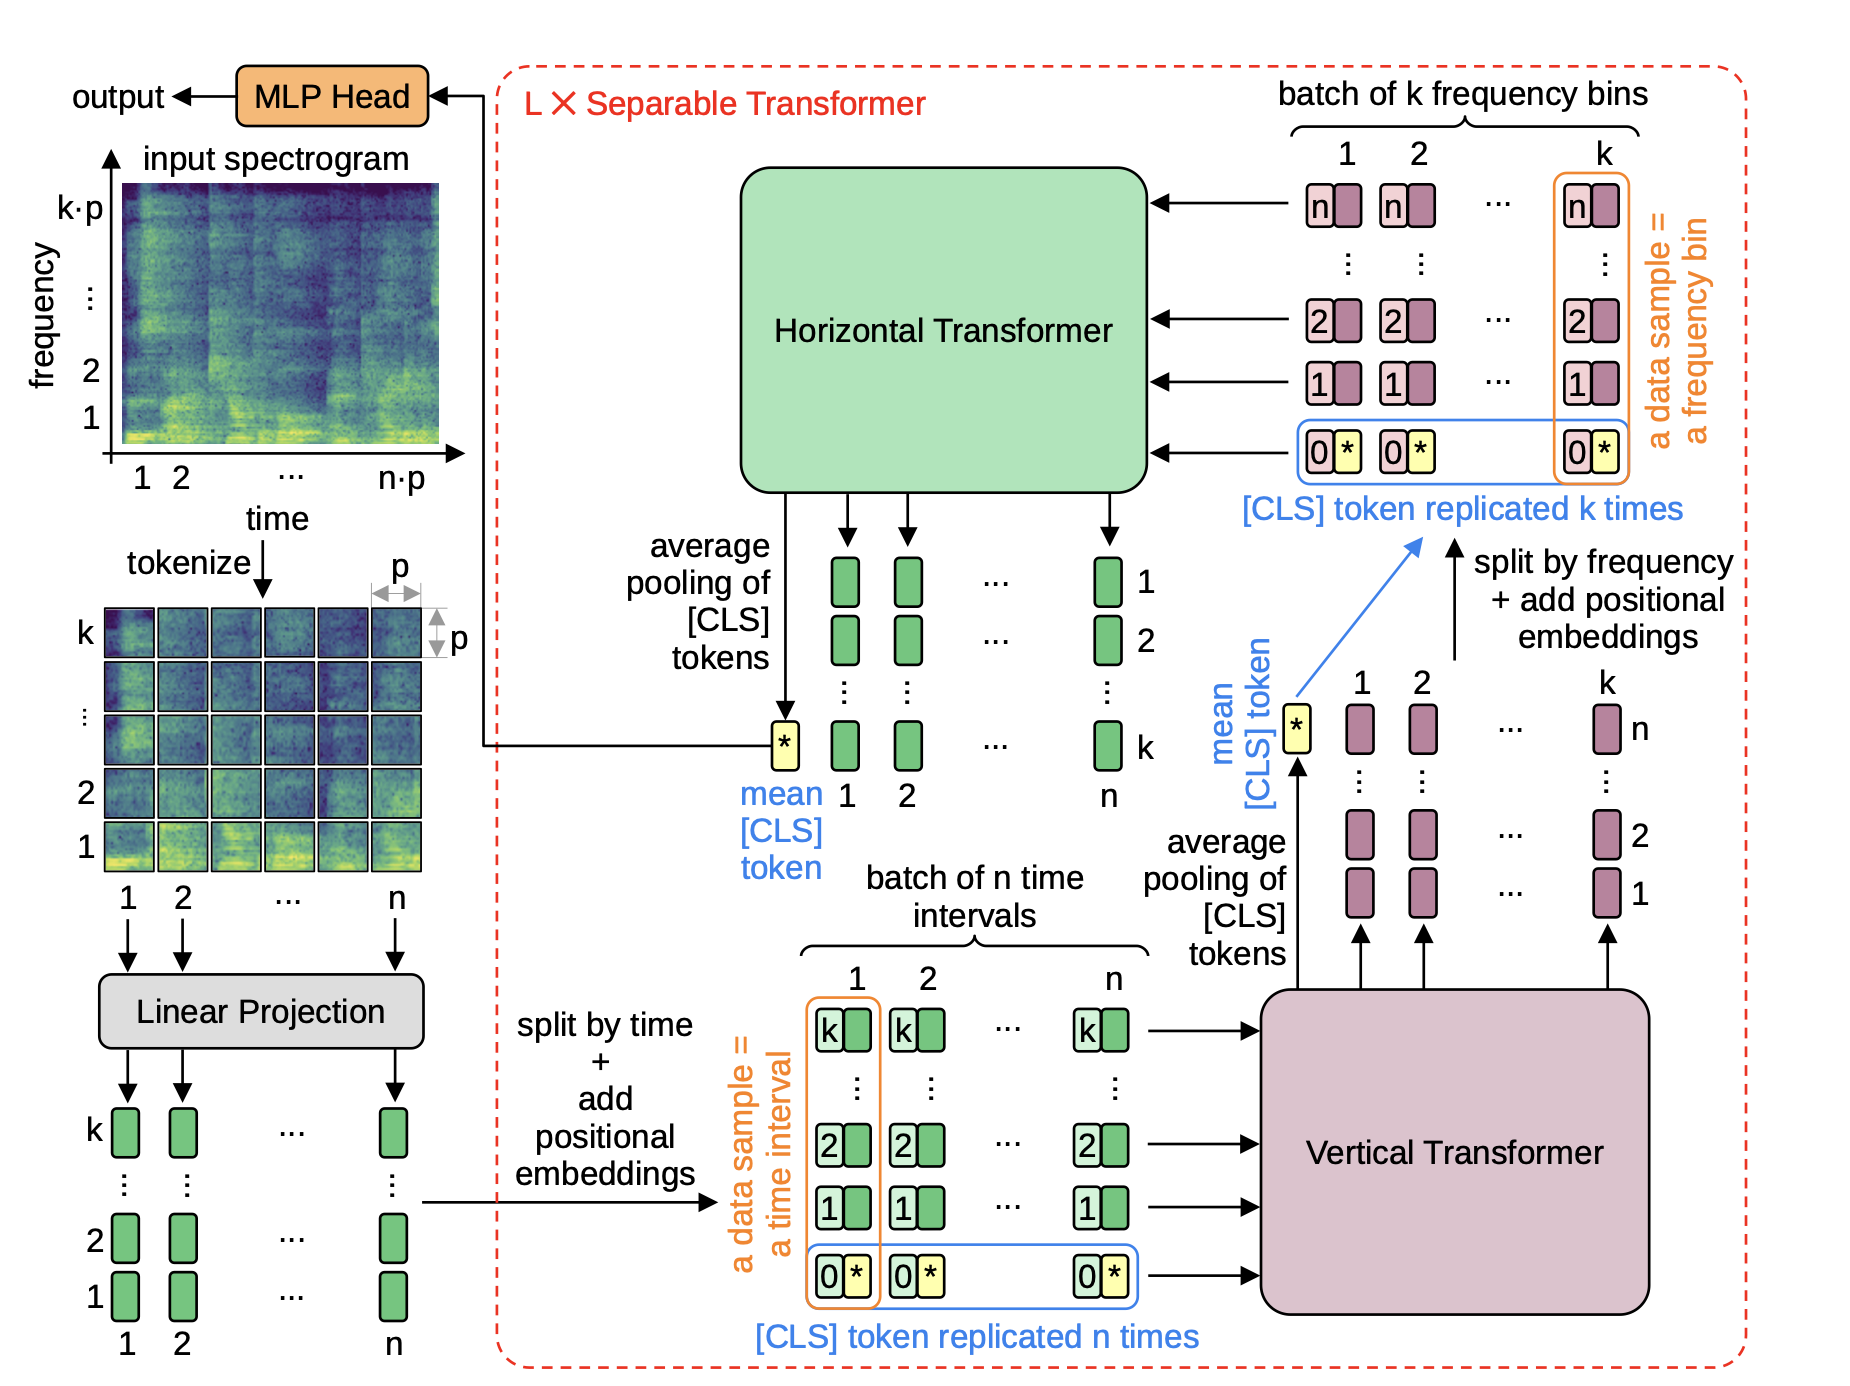 output
MLP Head
input spectrogram
frequency
k·p
...
2
1
1 2 ... n·p
time
tokenize
p
p
k
...
2
1
1 2 ... n
Linear Projection
k
... ... ...
...
2 ...
1 ...
1 2 n
split by time
+
add
positional
embeddings
L × Separable Transformer
Horizontal Transformer
average
pooling of
[CLS]
tokens
... 1
... 2
... ... ...
* ... k
mean
[CLS]
token
1 2 n
batch of n time
intervals
1 2 n
k k ... k
... ... ...
2 2 ... 2
1 1 ... 1
0 * 0 * 0 *
a data sample =
a time interval
[CLS] token replicated n times
Vertical Transformer
average
pooling of
[CLS]
tokens
mean
[CLS] token
*
1 2 k
... n
... ... ...
... 2
... 1
split by frequency
+ add positional
embeddings
batch of k frequency bins
1 2 k
n n ... n
... ... ...
2 2 ... 2
1 1 ... 1
0 * 0 * 0 *
a data sample =
a frequency bin
[CLS] token replicated k times